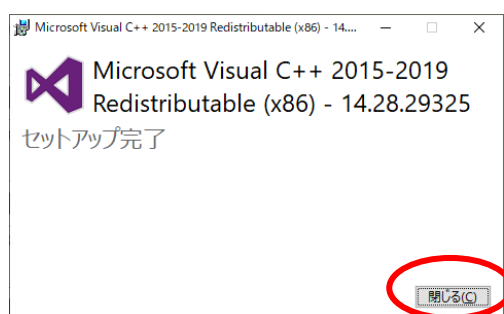 Microsoft Visual C++ 2015-2019 Redistributable (x86) - 14....
Microsoft Visual C++ 2015-2019
Redistributable (x86) - 14.28.29325
セットアップ完了
閉じる(C)